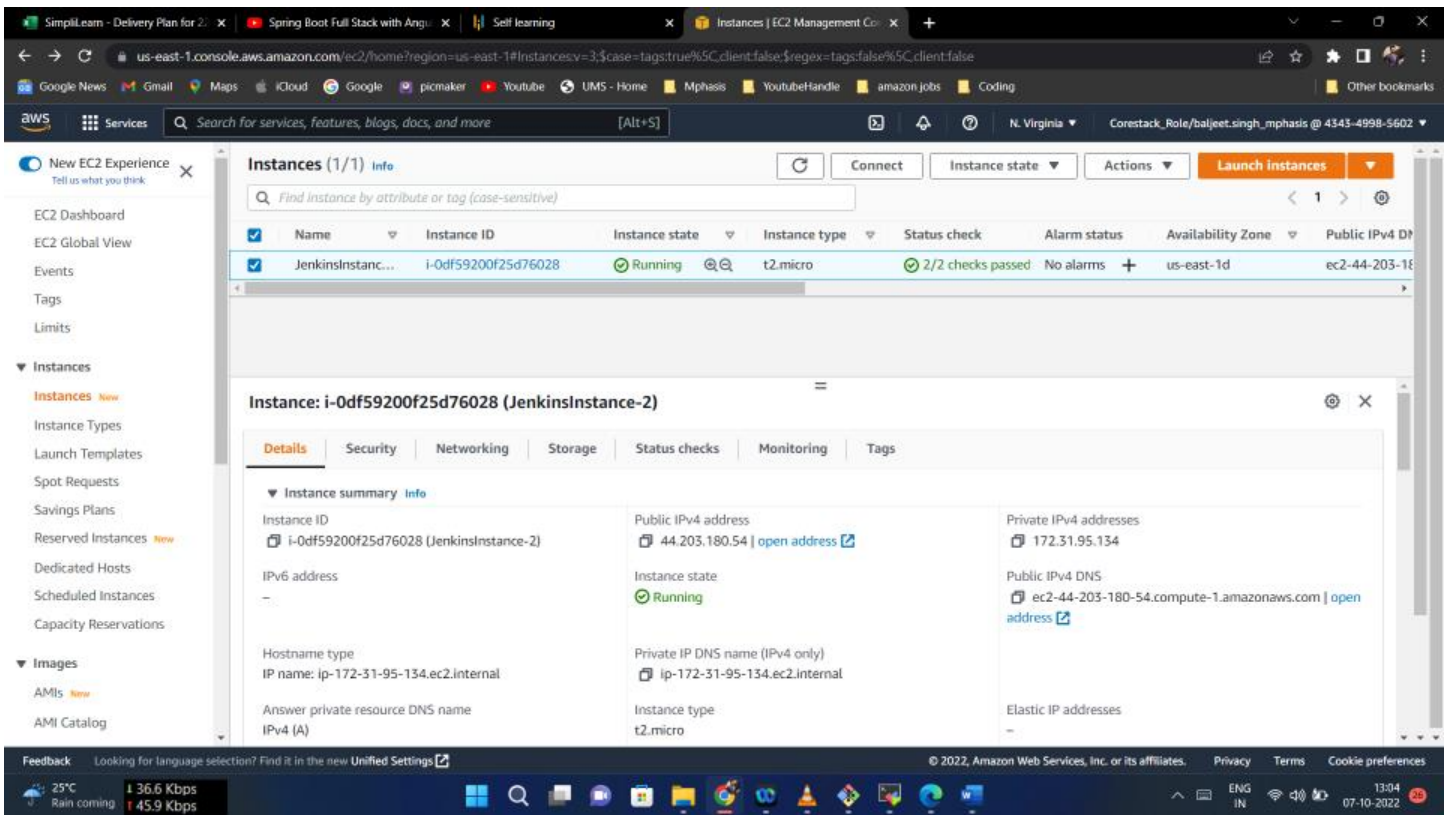 SimpliLearn - Delivery Plan for 2 Spring Boot Full Stack with Angu Self learning Instances | EC2 Management Co
us-east-1.console.aws.amazon.com/ec2/home?region=us-east-1#Instances:v=3;$case=tags:true%5C,client:false;$regex=tags:false%5C,client:false
Google News Gmail Maps iCloud Google picmaker Youtube UMS - Home Mphasis YoutubeHandle amazon jobs Coding Other bookmarks
aws Services Search for services, features, blogs, docs, and more [Alt+S] N. Virginia ▼ Corestack_Role/baljeet.singh_mphasis @ 4343-4998-5602 ▼
New EC2 Experience
Tell us what you think
EC2 Dashboard
EC2 Global View
Events
Tags
Limits
▼ Instances
Instances New
Instance Types
Launch Templates
Spot Requests
Savings Plans
Reserved Instances New
Dedicated Hosts
Scheduled Instances
Capacity Reservations
▼ Images
AMIs New
AMI Catalog
Instances (1/1) Info Connect Instance state ▼ Actions ▼ Launch instances ▼
Find instance by attribute or tag (case-sensitive) < 1 >
Name Instance ID Instance state Instance type Status check Alarm status Availability Zone Public IPv4 DN
JenkinsInstanc... i-0df59200f25d76028 Running t2.micro 2/2 checks passed No alarms + us-east-1d ec2-44-203-18
Instance: i-0df59200f25d76028 (JenkinsInstance-2)
Details Security Networking Storage Status checks Monitoring Tags
▼ Instance summary Info
Instance ID Public IPv4 address Private IPv4 addresses
i-0df59200f25d76028 (JenkinsInstance-2) 44.203.180.54 | open address 172.31.95.134
IPv6 address Instance state Public IPv4 DNS
– Running ec2-44-203-180-54.compute-1.amazonaws.com | open
address
Hostname type Private IP DNS name (IPv4 only)
IP name: ip-172-31-95-134.ec2.internal ip-172-31-95-134.ec2.internal
Answer private resource DNS name Instance type Elastic IP addresses
IPv4 (A) t2.micro –
Feedback Looking for language selection? Find it in the new Unified Settings © 2022, Amazon Web Services, Inc. or its affiliates. Privacy Terms Cookie preferences
25°C 36.6 Kbps ENG 13:04
Rain coming 45.9 Kbps IN 07-10-2022 26